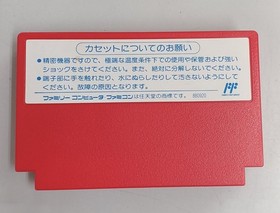 カセットについてのお願い
●精密機器ですので、極端な温度条件下での使用や保管および強い
ショックをさけてください。また、絶対に分解しないでください。
●端子部に手を触れたり、水にぬらしたりして汚さないようにして
ください。故障の原因となります。
ファミリーコンピュータ・ファミコンは任天堂の商標です。